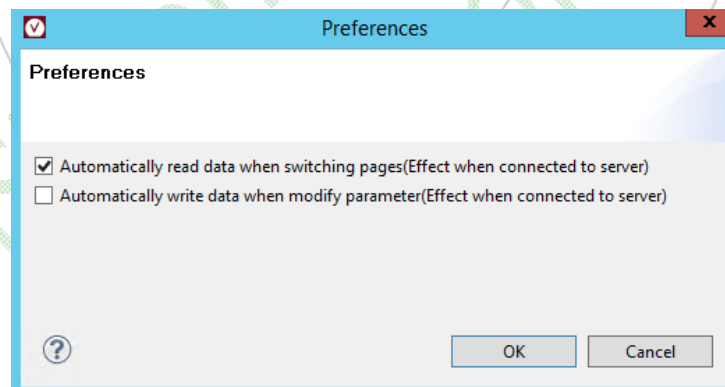 Preferences
x
Preferences
Automatically read data when switching pages(Effect when connected to server)
Automatically write data when modify parameter(Effect when connected to server)
?
OK Cancel